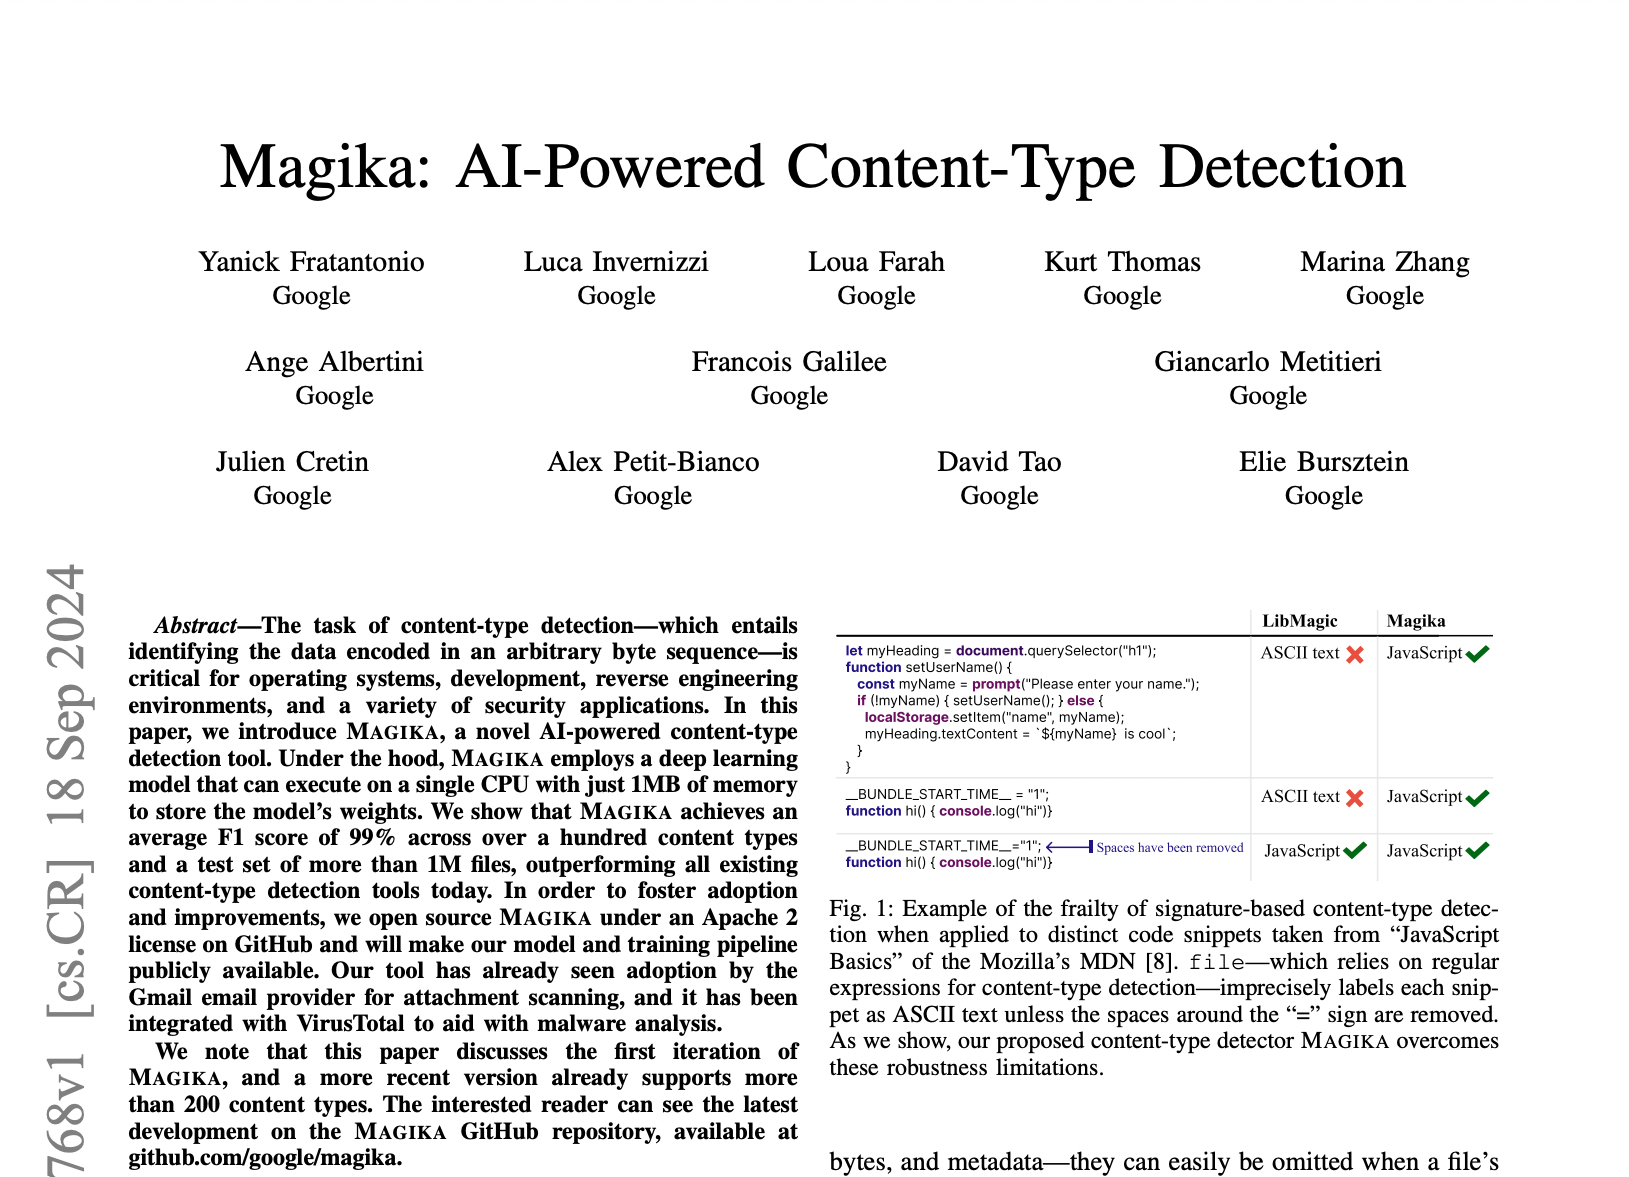 Magika: AI-Powered Content-Type Detection
Yanick Fratantonio
Google
Luca Invernizzi
Google
Loua Farah
Google
Kurt Thomas
Google
Marina Zhang
Google
Ange Albertini
Google
Francois Galilee
Google
Giancarlo Metitieri
Google
Julien Cretin
Google
Alex Petit-Bianco
Google
David Tao
Google
Elie Bursztein
Google
768v1 [cs.CR] 18 Sep 2024
Abstract—The task of content-type detection—which entails
identifying the data encoded in an arbitrary byte sequence—is
critical for operating systems, development, reverse engineering
environments, and a variety of security applications. In this
paper, we introduce MAGIKA, a novel AI-powered content-type
detection tool. Under the hood, MAGIKA employs a deep learning
model that can execute on a single CPU with just 1MB of memory
to store the model's weights. We show that MAGIKA achieves an
average F1 score of 99% across over a hundred content types
and a test set of more than 1M files, outperforming all existing
content-type detection tools today. In order to foster adoption
and improvements, we open source MAGIKA under an Apache 2
license on GitHub and will make our model and training pipeline
publicly available. Our tool has already seen adoption by the
Gmail email provider for attachment scanning, and it has been
integrated with VirusTotal to aid with malware analysis.
We note that this paper discusses the first iteration of
MAGIKA, and a more recent version already supports more
than 200 content types. The interested reader can see the latest
development on the MAGIKA GitHub repository, available at
github.com/google/magika.
LibMagic Magika
let myHeading = document.querySelector("h1");
function setUserName() {
const myName = prompt("Please enter your name.");
if (!myName) { setUserName(); } else {
localStorage.setItem("name", myName);
myHeading.textContent = `${myName} is cool`;
}
}
ASCII text ❌ JavaScript ✔
__BUNDLE_START_TIME__ = "1";
function hi() { console.log("hi")}
ASCII text ❌ JavaScript ✔
__BUNDLE_START_TIME__="1"; Spaces have been removed
function hi() { console.log("hi")}
JavaScript ✔ JavaScript ✔
Fig. 1: Example of the frailty of signature-based content-type detec-
tion when applied to distinct code snippets taken from “JavaScript
Basics” of the Mozilla's MDN [8]. file—which relies on regular
expressions for content-type detection—imprecisely labels each snip-
pet as ASCII text unless the spaces around the “=” sign are removed.
As we show, our proposed content-type detector MAGIKA overcomes
these robustness limitations.
bytes, and metadata—they can easily be omitted when a file's